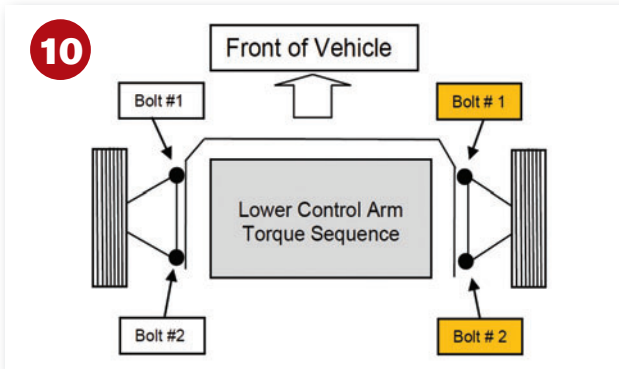 10
Front of Vehicle
Bolt #1
Bolt # 1
Lower Control Arm
Torque Sequence
Bolt #2
Bolt # 2